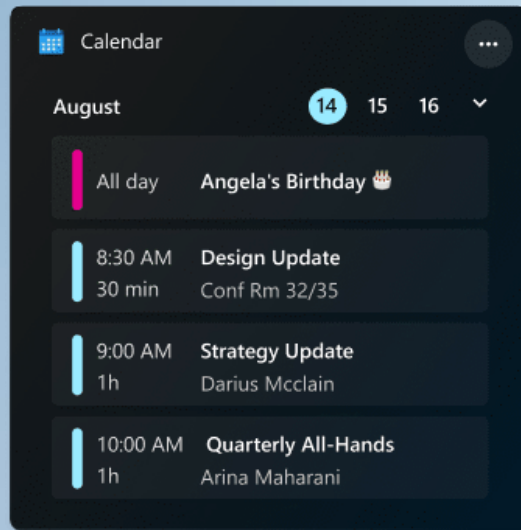 Calendar
August 14 15 16
All day Angela's Birthday 🎂
8:30 AM Design Update
30 min Conf Rm 32/35
9:00 AM Strategy Update
1h Darius Mcclain
10:00 AM Quarterly All-Hands
1h Arina Maharani